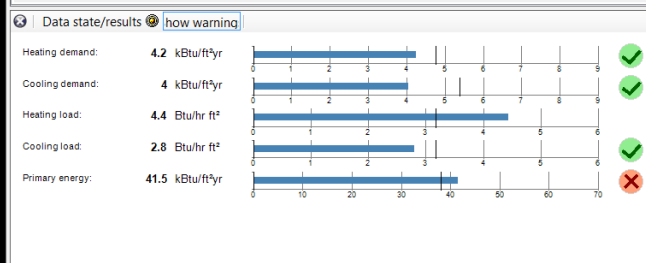 Data state/results how warning
Heating demand: 4.2 kBtu/ft²yr
0 1 2 3 4 5 6 7 8 9
Cooling demand: 4 kBtu/ft²yr
0 1 2 3 4 5 6 7 8 9
Heating load: 4.4 Btu/hr ft²
0 1 2 3 4 5 6
Cooling load: 2.8 Btu/hr ft²
0 1 2 3 4 5 6
Primary energy: 41.5 kBtu/ft²yr
0 10 20 30 40 50 60 70